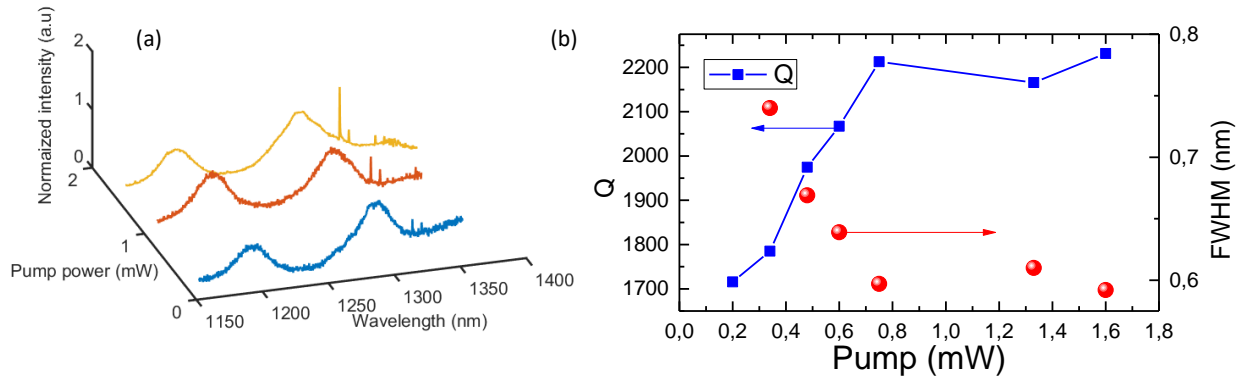 (a)
Normaized intensity (a.u)
2
1
0
2
1
0
Pump power (mW)
1150
1200
1250
1300
1350
1400
Wavelength (nm)
(b)
Q
2200
2100
2000
1900
1800
1700
Q
0,8
0,7
0,6
FWHM (nm)
0,0 0,2 0,4 0,6 0,8 1,0 1,2 1,4 1,6 1,8
Pump (mW)